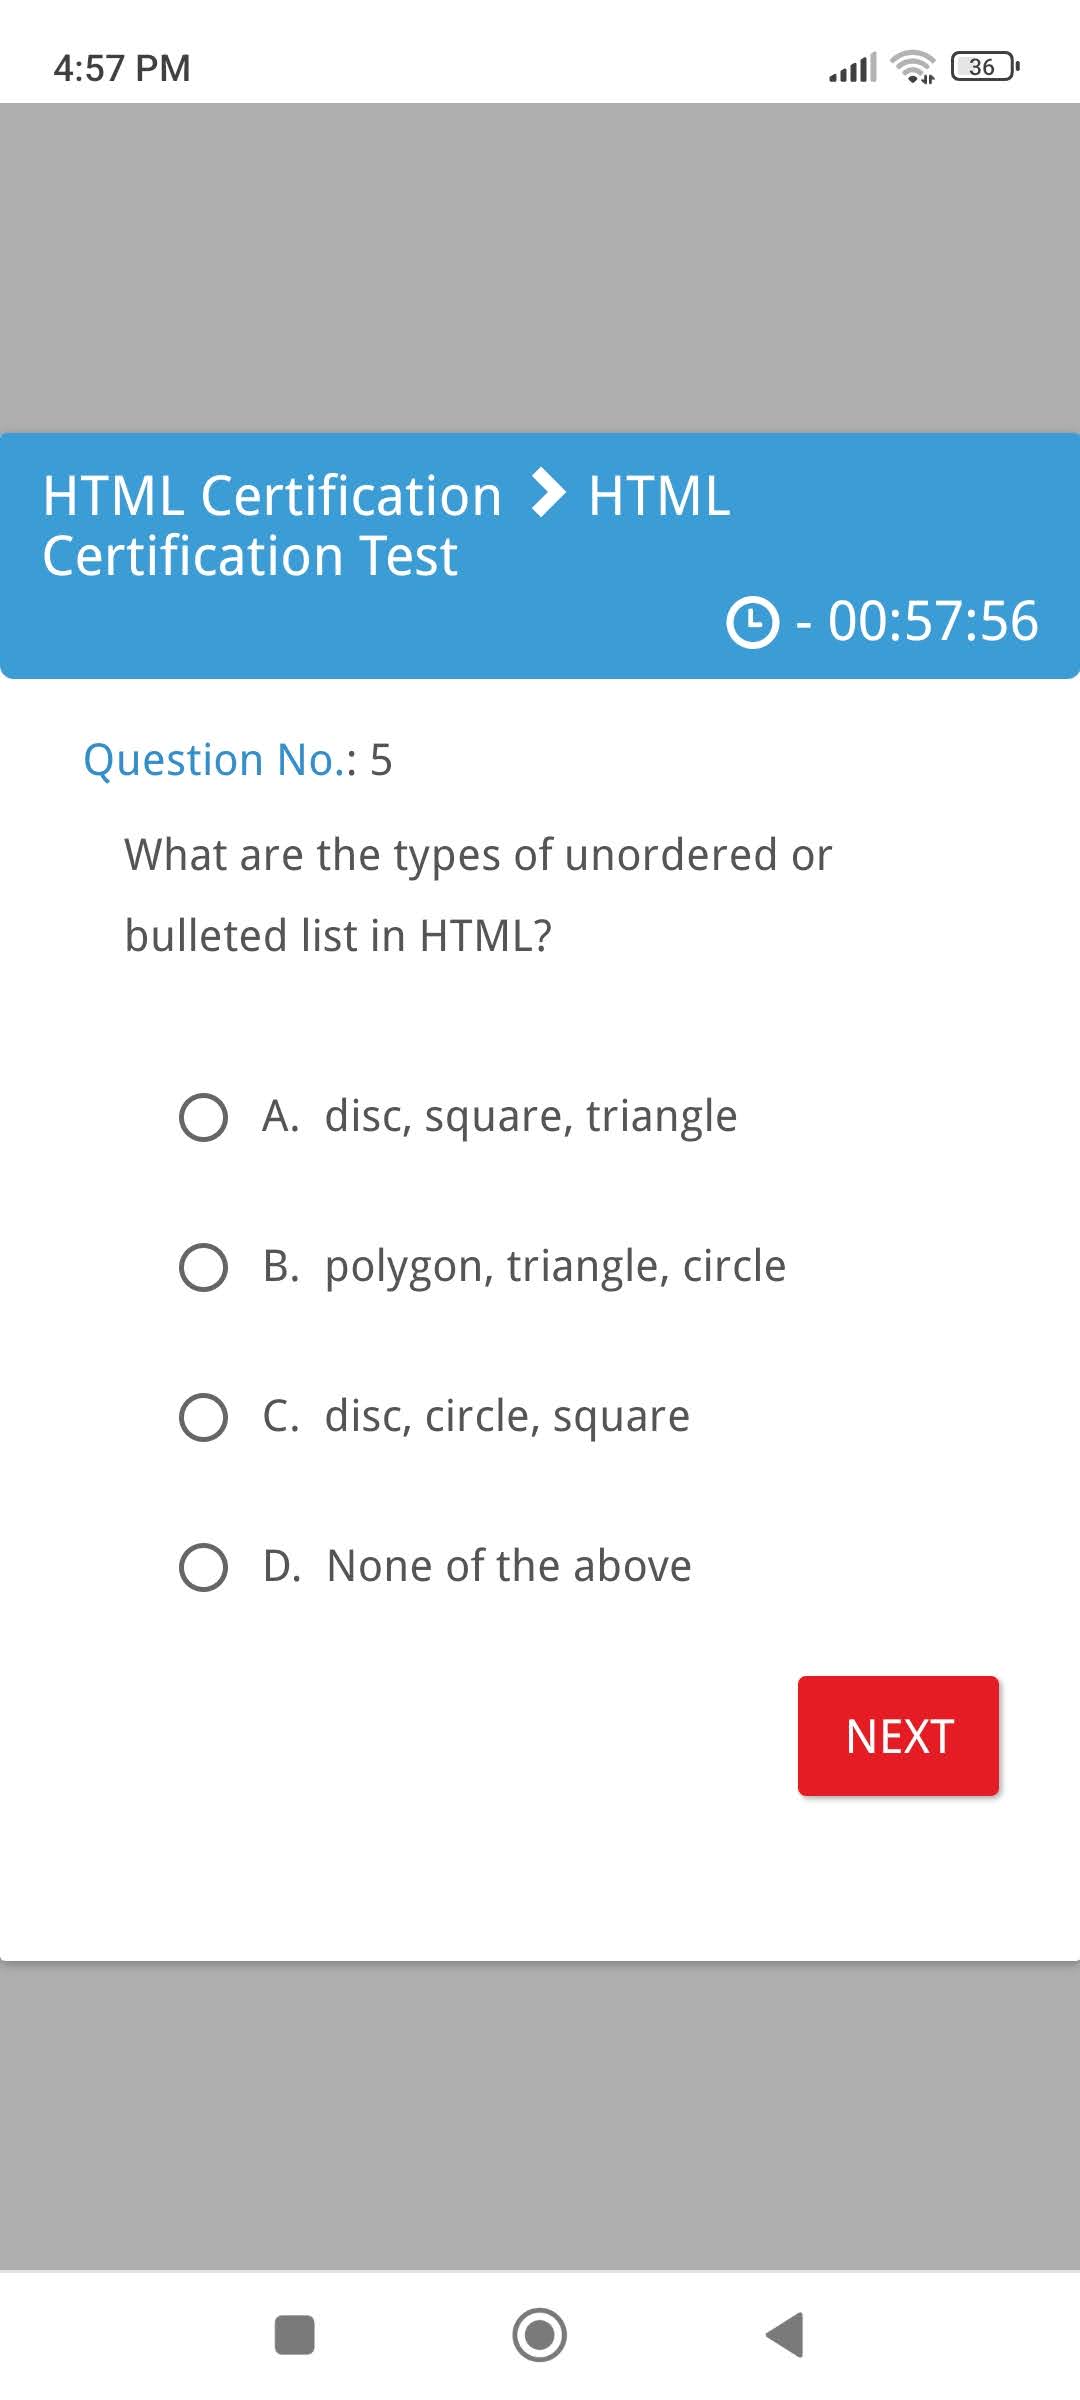 4:57 PM
36
HTML Certification > HTML
Certification Test
- 00:57:56
Question No.: 5
What are the types of unordered or
bulleted list in HTML?
A. disc, square, triangle
B. polygon, triangle, circle
C. disc, circle, square
D. None of the above
NEXT